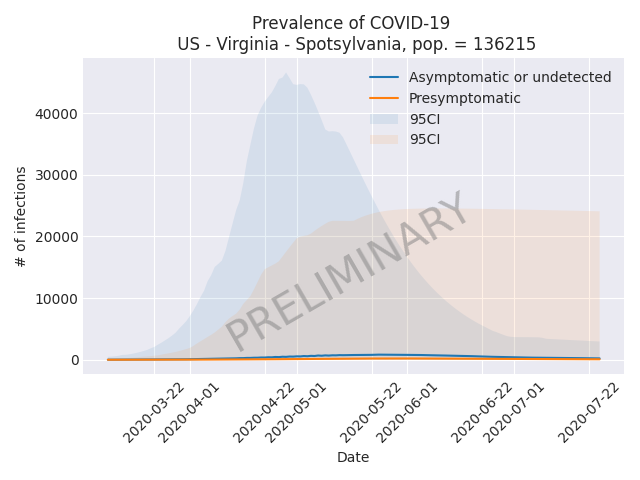 Prevalence of COVID-19
US - Virginia - Spotsylvania, pop. = 136215
Asymptomatic or undetected
Presymptomatic
95CI
95CI
# of infections
40000
30000
20000
10000
0
PRELIMINARY
2020-03-22
2020-04-01
2020-04-22
2020-05-01
2020-05-22
2020-06-01
2020-06-22
2020-07-01
2020-07-22
Date